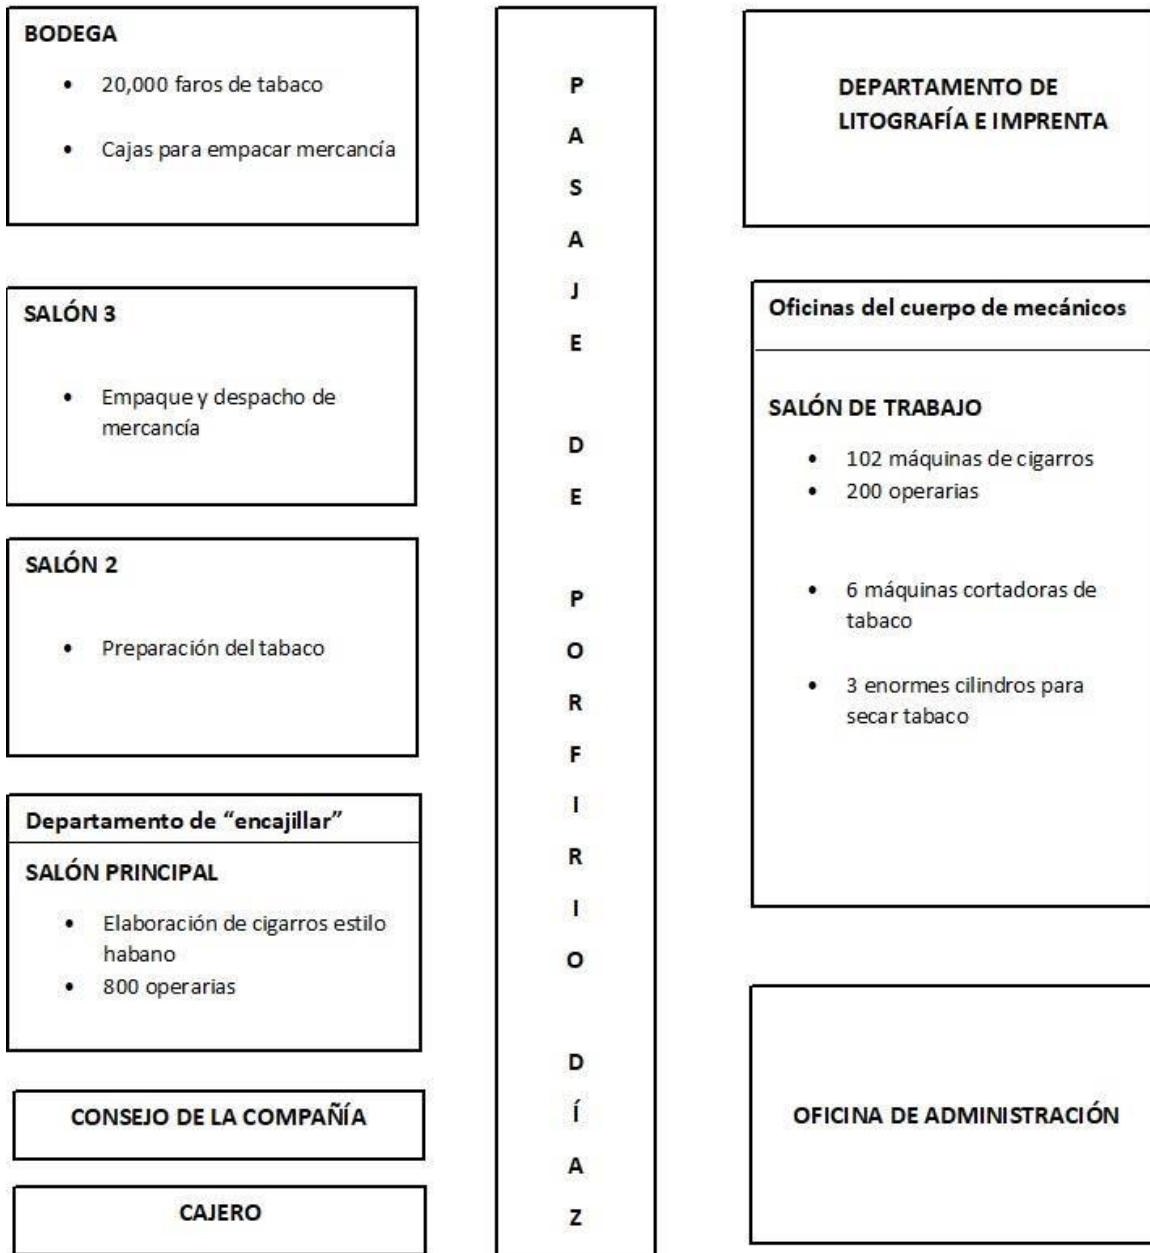 BODEGA
• 20,000 faros de tabaco
• Cajas para empacar mercancía
SALÓN 3
• Empaque y despacho de
mercancía
SALÓN 2
• Preparación del tabaco
Departamento de “encajillar”
SALÓN PRINCIPAL
• Elaboración de cigarros estilo
habano
• 800 operarias
CONSEJO DE LA COMPAÑÍA
CAJERO
P
A
S
A
J
E
D
E
P
O
R
F
I
R
I
O
D
Í
A
Z
DEPARTAMENTO DE
LITOGRAFÍA E IMPRENTA
Oficinas del cuerpo de mecánicos
SALÓN DE TRABAJO
• 102 máquinas de cigarros
• 200 operarias
• 6 máquinas cortadoras de
tabaco
• 3 enormes cilindros para
secar tabaco
OFICINA DE ADMINISTRACIÓN